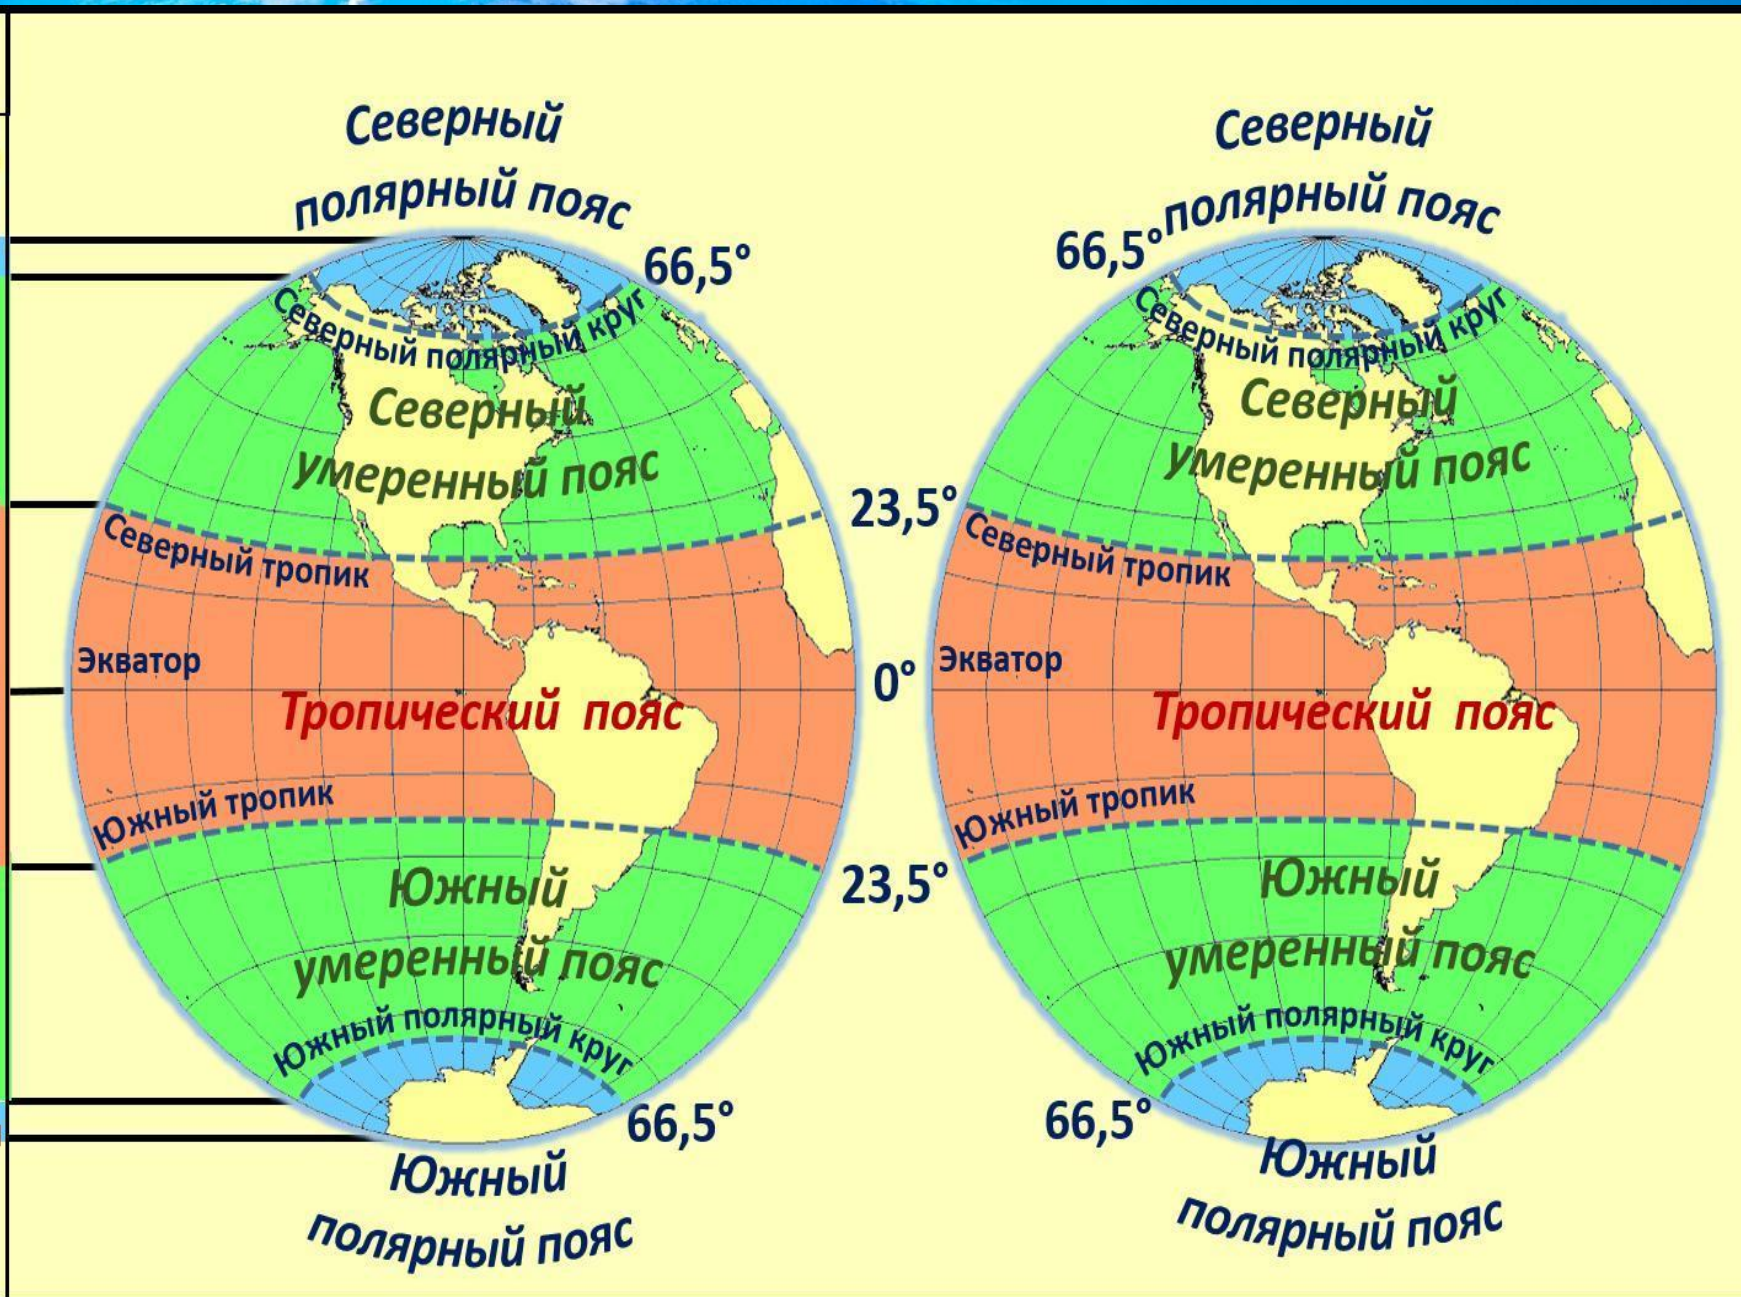 Северный
полярный пояс
66,5°
Северный полярный круг
Северный
умеренный пояс
23,5°
Северный тропик
Экватор
0°
Тропический пояс
Южный тропик
23,5°
Южный
умеренный пояс
Южный полярный круг
66,5°
Южный
полярный пояс
Северный
полярный пояс
66,5°
Северный полярный круг
Северный
умеренный пояс
Северный тропик
Экватор
Тропический пояс
Южный тропик
Южный
умеренный пояс
Южный полярный круг
66,5°
Южный
полярный пояс